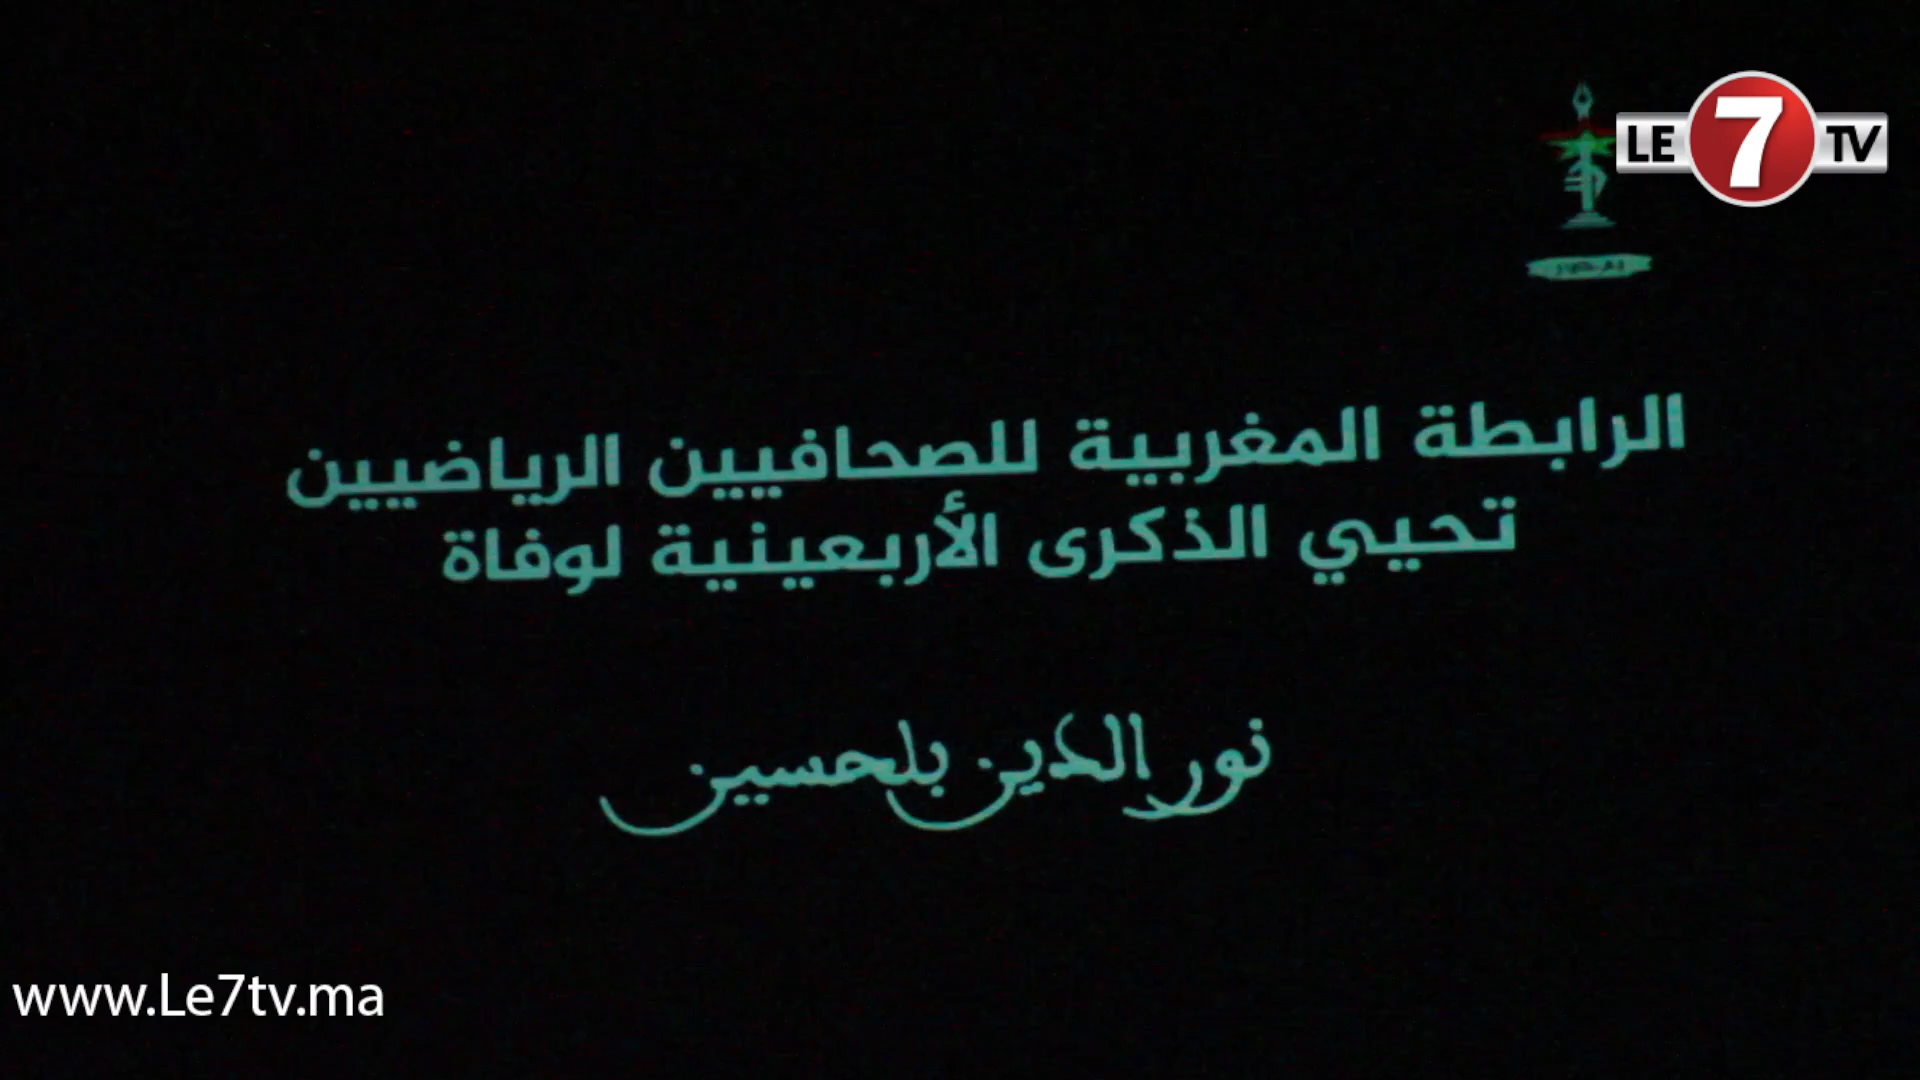 LE 7 TV
الرابطة المغربية للصحافيين الرياضيين
تحيي الذكرى الأربعينية لوفاة
نور الدين بلحسين
www.Le7tv.ma